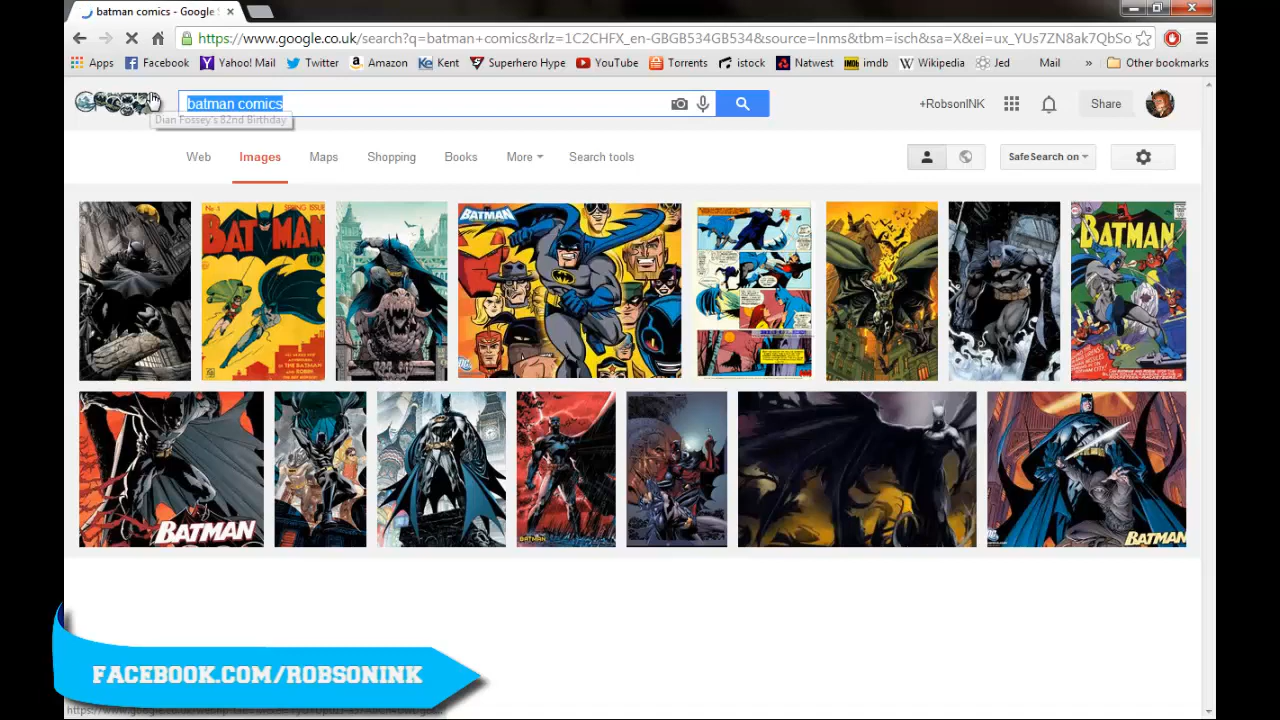 batman comics - Google S
https://www.google.co.uk/search?q=batman+comics&rlz=1C2CHFX_en-GBGB534GB534&source=lnms&tbm=isch&sa=X&ei=ux_YUs7ZN8ak7QbSo
Apps Facebook Yahoo! Mail Twitter Amazon Kent Superhero Hype YouTube Torrents istock Natwest imdb Wikipedia Jed Mail » Other bookmarks
batman comics
+RobsonINK
Share
Dian Fossey's 82nd Birthday
Web Images Maps Shopping Books More Search tools
SafeSearch on
SPRING ISSUE
BATMAN
BATMAN
BATMAN
BATMAN
BATMAN
BATMAN
FACEBOOK.COM/ROBSONINK